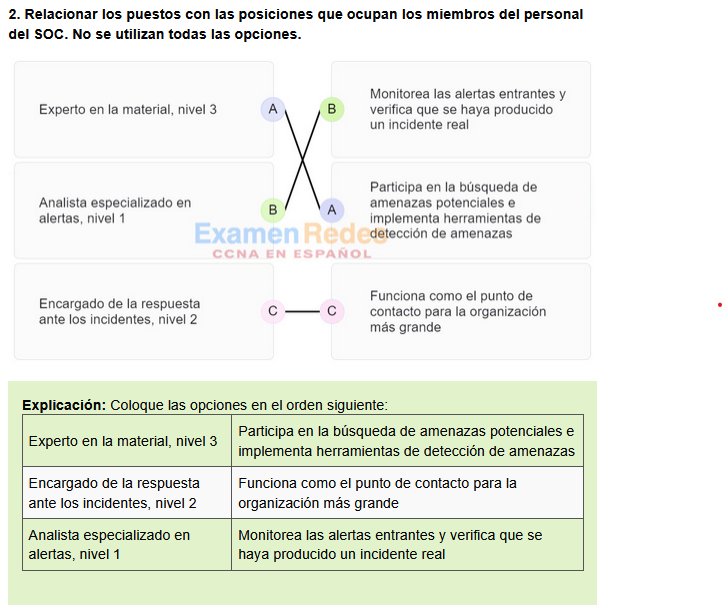 2. Relacionar los puestos con las posiciones que ocupan los miembros del personal
del SOC. No se utilizan todas las opciones.
Experto en la material, nivel 3
A
B
Monitorea las alertas entrantes y
verifica que se haya producido
un incidente real
Analista especializado en
alertas, nivel 1
B
A
Participa en la búsqueda de
amenazas potenciales e
implementa herramientas de
detección de amenazas
ExamenRedes
CCNA EN ESPAÑOL
Encargado de la respuesta
ante los incidentes, nivel 2
C
C
Funciona como el punto de
contacto para la organización
más grande
Explicación: Coloque las opciones en el orden siguiente:
Experto en la material, nivel 3
Participa en la búsqueda de amenazas potenciales e
implementa herramientas de detección de amenazas
Encargado de la respuesta
ante los incidentes, nivel 2
Funciona como el punto de contacto para la
organización más grande
Analista especializado en
alertas, nivel 1
Monitorea las alertas entrantes y verifica que se
haya producido un incidente real